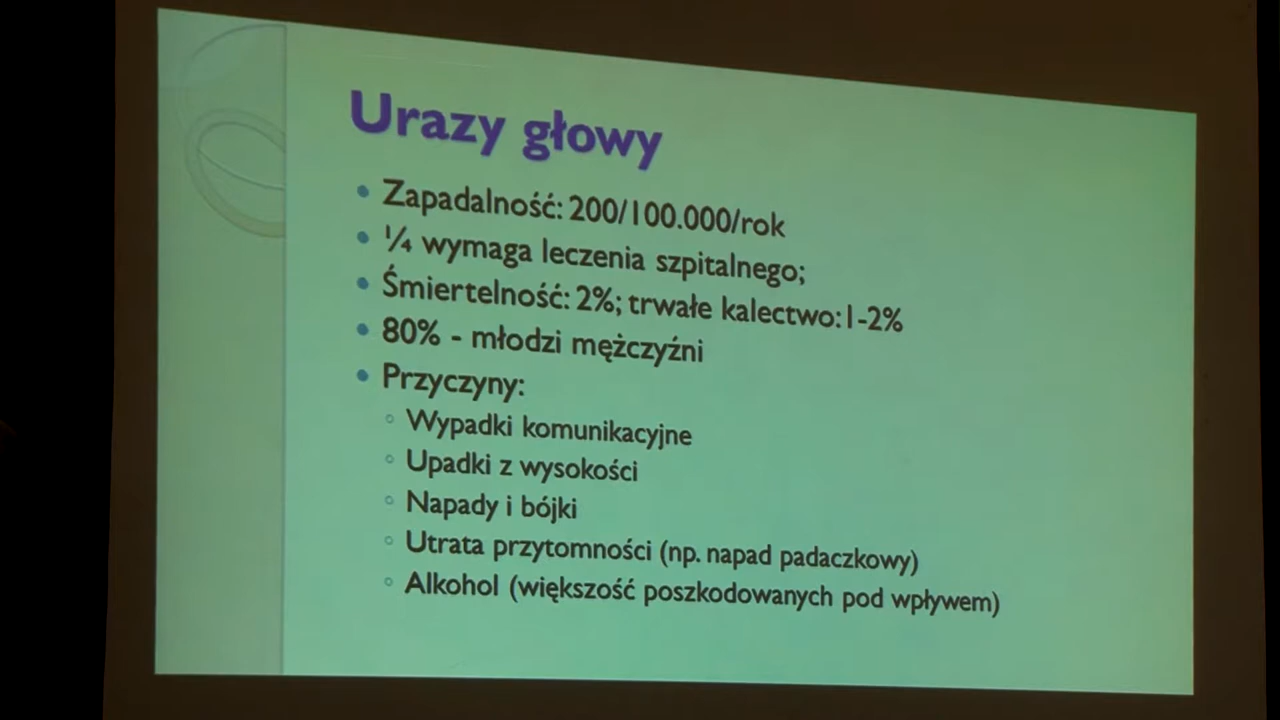 Urazy głowy
• Zapadalność: 200/100.000/rok
• ¼ wymaga leczenia szpitalnego;
• Śmiertelność: 2%; trwałe kalectwo:1-2%
• 80% - młodzi mężczyźni
• Przyczyny:
◦ Wypadki komunikacyjne
◦ Upadki z wysokości
◦ Napady i bójki
◦ Utrata przytomności (np. napad padaczkowy)
◦ Alkohol (większość poszkodowanych pod wpływem)